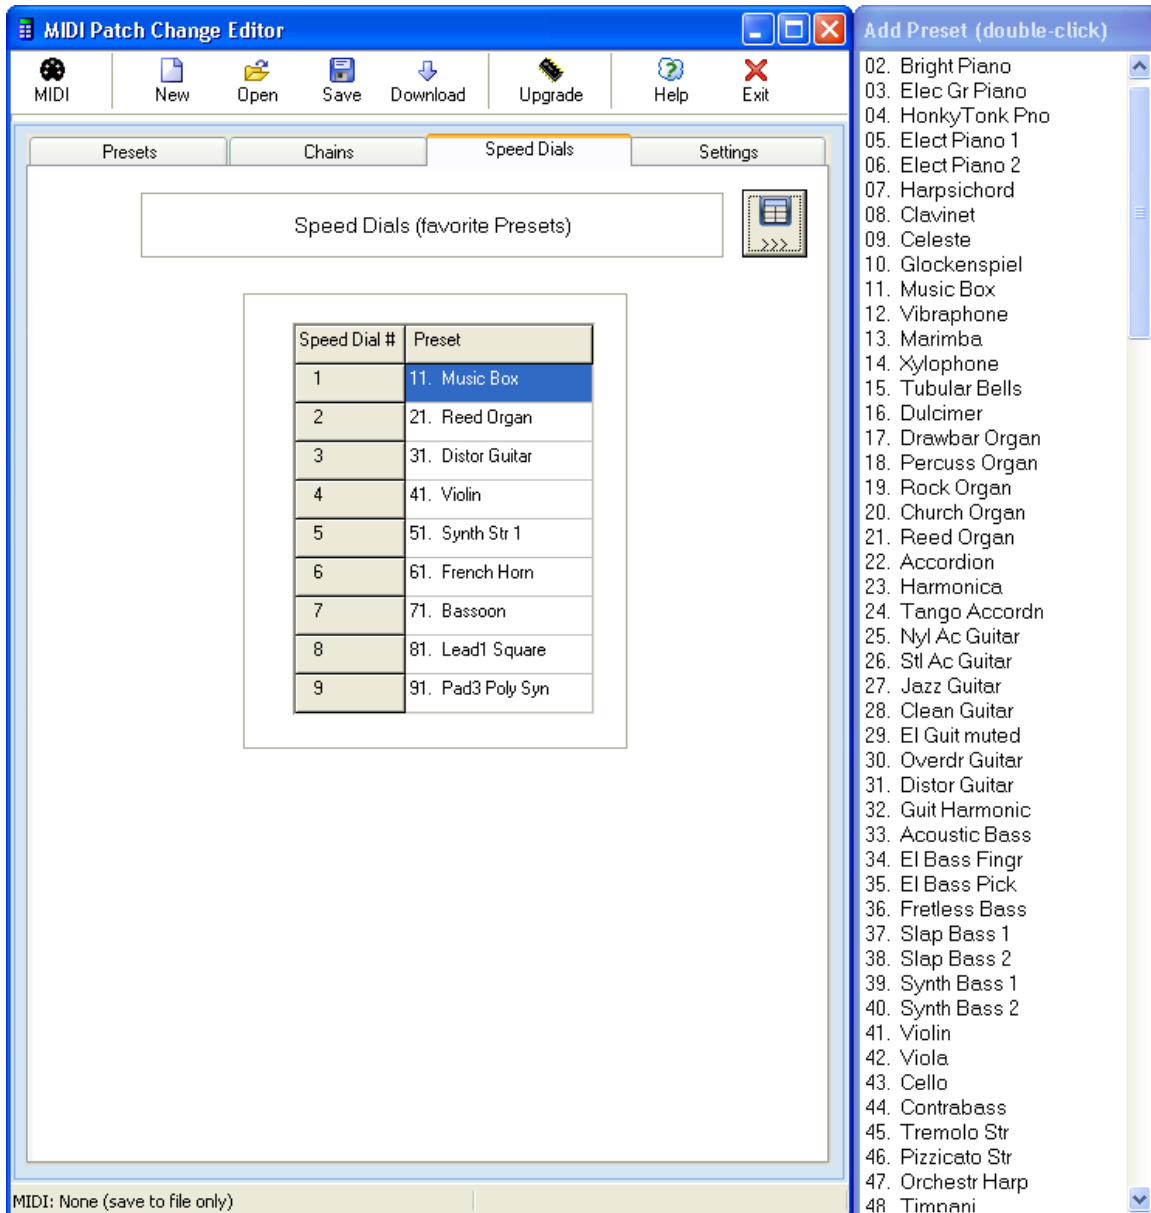 MIDI Patch Change Editor
MIDI New Open Save Download Upgrade Help Exit
Presets Chains Speed Dials Settings
Speed Dials (favorite Presets)
>>>
Speed Dial # Preset
1 11. Music Box
2 21. Reed Organ
3 31. Distor Guitar
4 41. Violin
5 51. Synth Str 1
6 61. French Horn
7 71. Bassoon
8 81. Lead1 Square
9 91. Pad3 Poly Syn
MIDI: None (save to file only)
Add Preset (double-click)
02. Bright Piano
03. Elec Gr Piano
04. HonkyTonk Pno
05. Elect Piano 1
06. Elect Piano 2
07. Harpsichord
08. Clavinet
09. Celeste
10. Glockenspiel
11. Music Box
12. Vibraphone
13. Marimba
14. Xylophone
15. Tubular Bells
16. Dulcimer
17. Drawbar Organ
18. Percuss Organ
19. Rock Organ
20. Church Organ
21. Reed Organ
22. Accordion
23. Harmonica
24. Tango Accordn
25. Nyl Ac Guitar
26. Stl Ac Guitar
27. Jazz Guitar
28. Clean Guitar
29. El Guit muted
30. Overdr Guitar
31. Distor Guitar
32. Guit Harmonic
33. Acoustic Bass
34. El Bass Fingr
35. El Bass Pick
36. Fretless Bass
37. Slap Bass 1
38. Slap Bass 2
39. Synth Bass 1
40. Synth Bass 2
41. Violin
42. Viola
43. Cello
44. Contrabass
45. Tremolo Str
46. Pizzicato Str
47. Orchestr Harp
48. Timpani